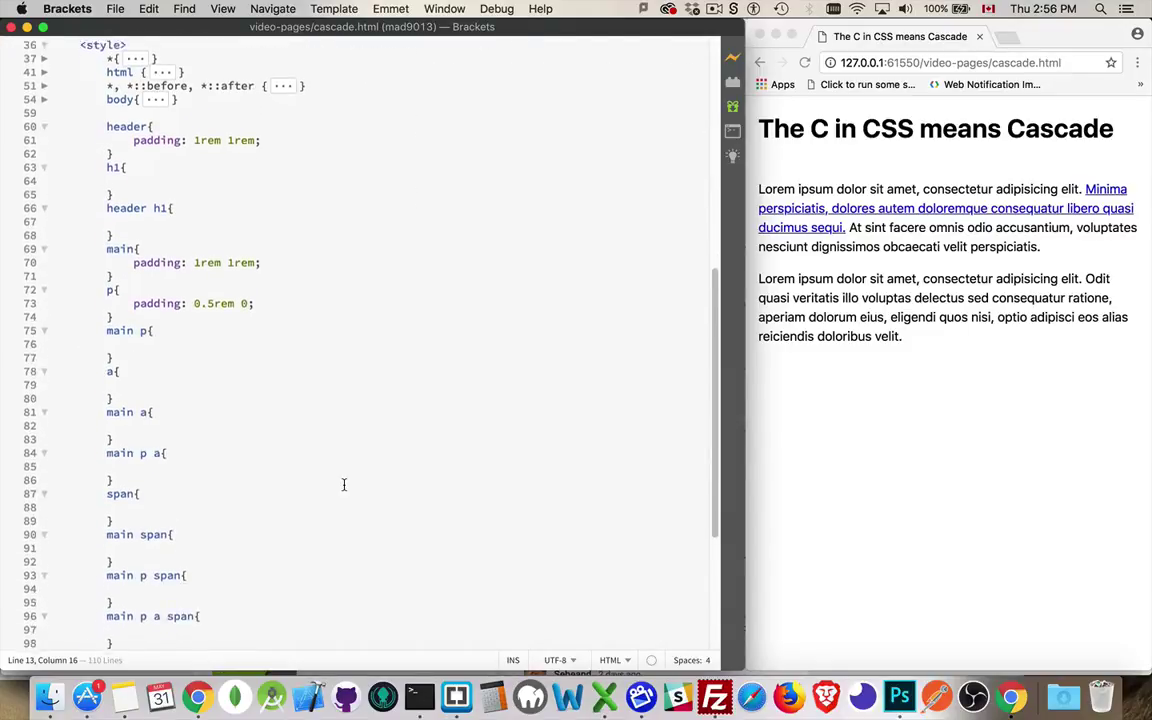 Brackets File Edit Find View Navigate Template Emmet Window Debug Help 100% Thu 2:56 PM
video-pages/cascade.html (mad9013) — Brackets
36 <style>
37 *{ ... }
41 html { ... }
51 *, *::before, *::after { ... }
54 body{ ... }
59
60 header{
61 padding: 1rem 1rem;
62 }
63 h1{
64
65 }
66 header h1{
67
68 }
69 main{
70 padding: 1rem 1rem;
71 }
72 p{
73 padding: 0.5rem 0;
74 }
75 main p{
76
77 }
78 a{
79
80 }
81 main a{
82
83 }
84 main p a{
85
86 }
87 span{
88
89 }
90 main span{
91
92 }
93 main p span{
94
95 }
96 main p a span{
97
98 }
Line 13, Column 16 — 110 Lines INS UTF-8 HTML Spaces: 4
The C in CSS means Cascade
127.0.0.1:61550/video-pages/cascade.html
Apps Click to run some s... Web Notification Im... »
The C in CSS means Cascade
Lorem ipsum dolor sit amet, consectetur adipisicing elit. Minima
perspiciatis, dolores autem doloremque consequatur libero quasi
ducimus sequi. At sint facere omnis odio accusantium, voluptates
nesciunt dignissimos obcaecati velit perspiciatis.
Lorem ipsum dolor sit amet, consectetur adipisicing elit. Odit
quasi veritatis illo voluptas delectus sed consequatur ratione,
aperiam dolorum eius, eligendi quos nisi, optio adipisci eos alias
reiciendis doloribus velit.
31
Ps